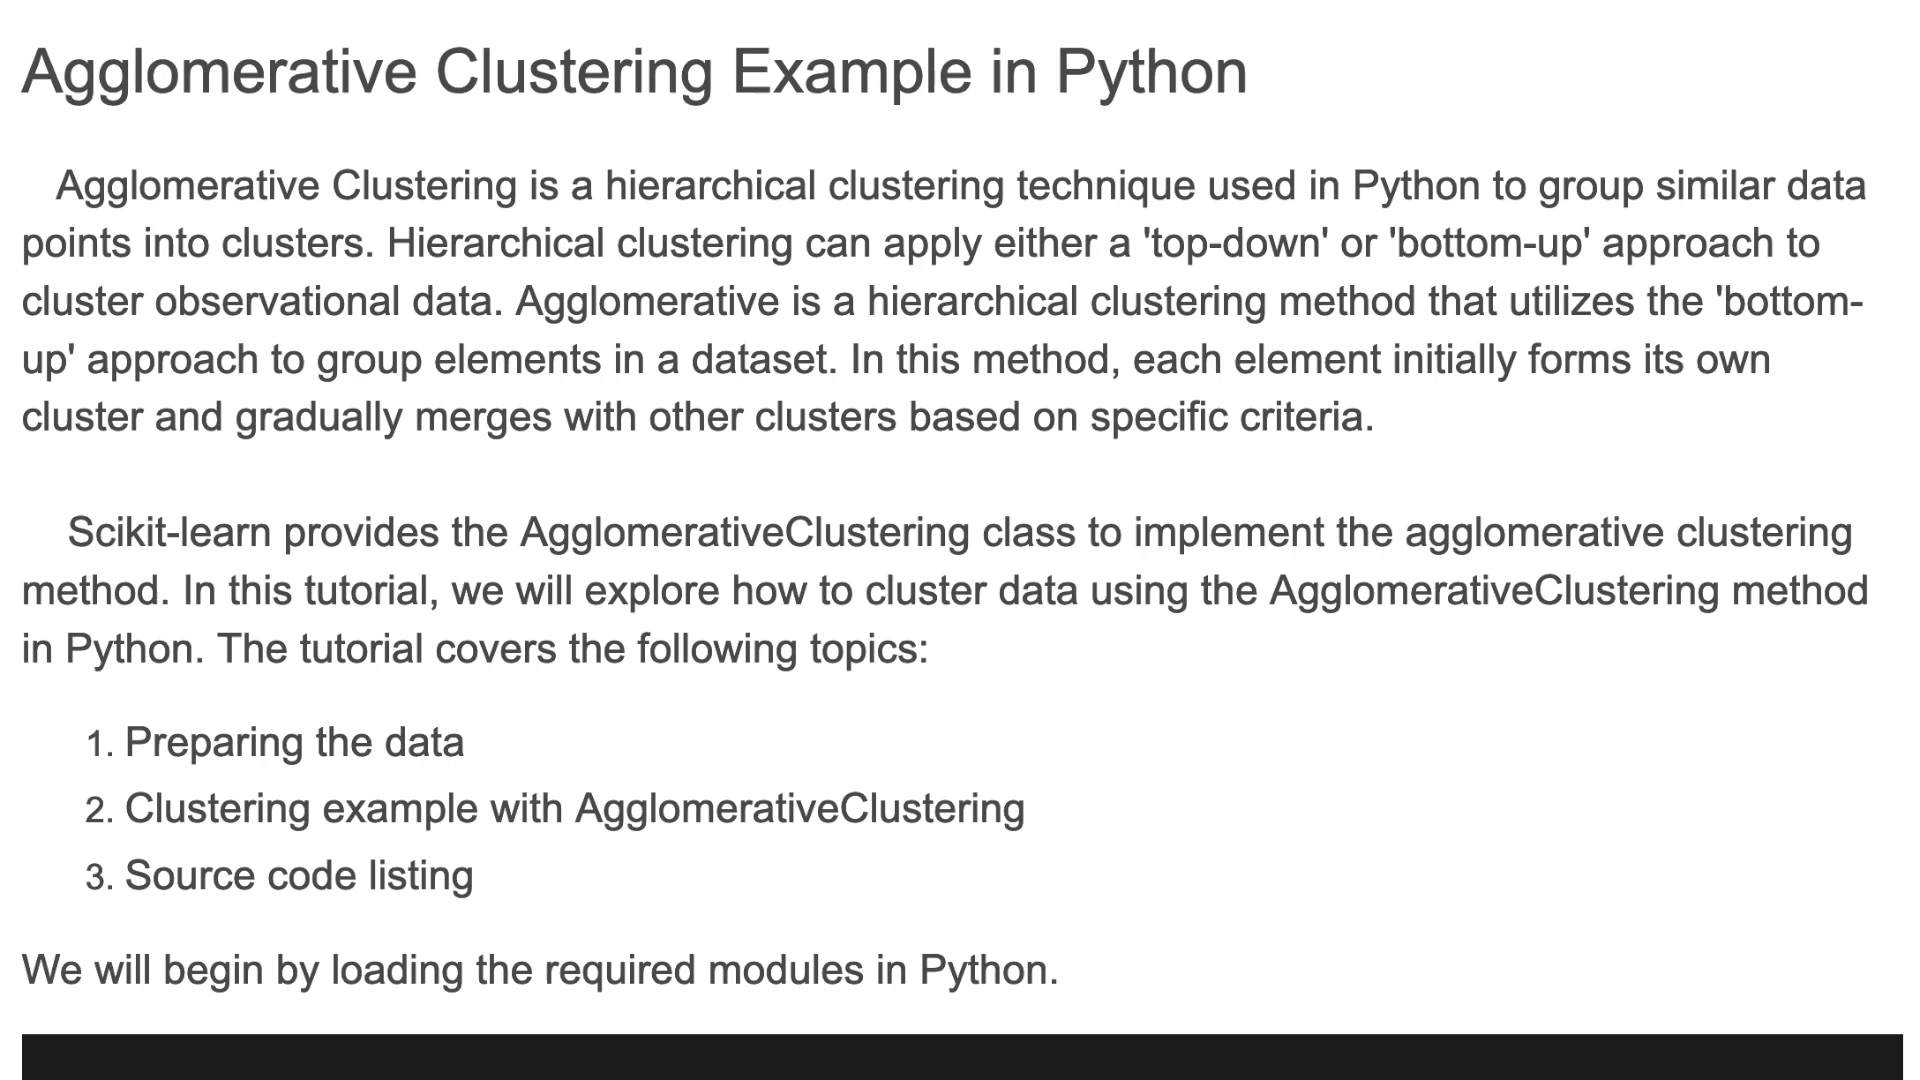 Agglomerative Clustering Example in Python
Agglomerative Clustering is a hierarchical clustering technique used in Python to group similar data
points into clusters. Hierarchical clustering can apply either a 'top-down' or 'bottom-up' approach to
cluster observational data. Agglomerative is a hierarchical clustering method that utilizes the 'bottom-
up' approach to group elements in a dataset. In this method, each element initially forms its own
cluster and gradually merges with other clusters based on specific criteria.
Scikit-learn provides the AgglomerativeClustering class to implement the agglomerative clustering
method. In this tutorial, we will explore how to cluster data using the AgglomerativeClustering method
in Python. The tutorial covers the following topics:
1. Preparing the data
2. Clustering example with AgglomerativeClustering
3. Source code listing
We will begin by loading the required modules in Python.